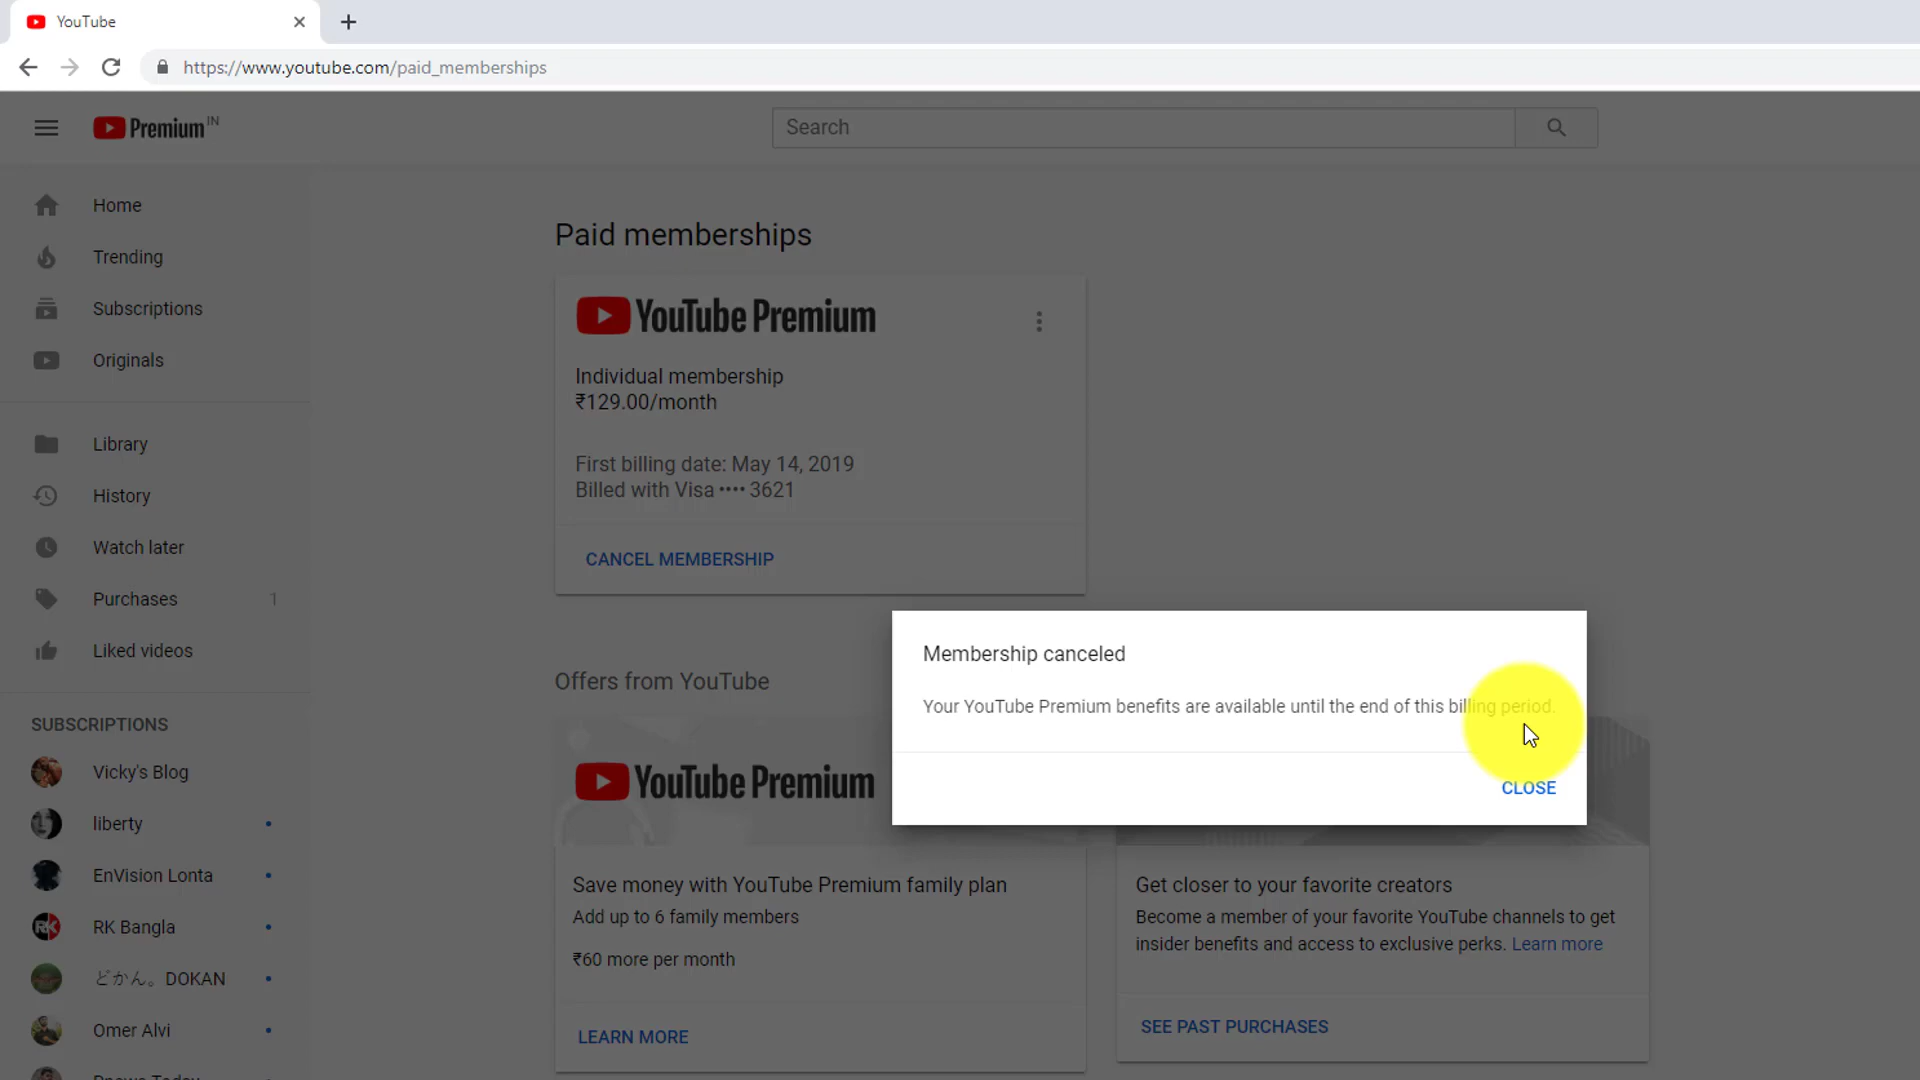 YouTube
https://www.youtube.com/paid_memberships
Premium IN
Search
Home
Trending
Subscriptions
Originals
Library
History
Watch later
Purchases 1
Liked videos
SUBSCRIPTIONS
Vicky's Blog
liberty
EnVision Lonta
RK Bangla
どかん。DOKAN
Omer Alvi
Paid memberships
YouTube Premium
Individual membership
₹129.00/month
First billing date: May 14, 2019
Billed with Visa •••• 3621
CANCEL MEMBERSHIP
Membership canceled
Your YouTube Premium benefits are available until the end of this billing period.
CLOSE
Offers from YouTube
YouTube Premium
Save money with YouTube Premium family plan
Add up to 6 family members
₹60 more per month
LEARN MORE
Get closer to your favorite creators
Become a member of your favorite YouTube channels to get
insider benefits and access to exclusive perks. Learn more
SEE PAST PURCHASES